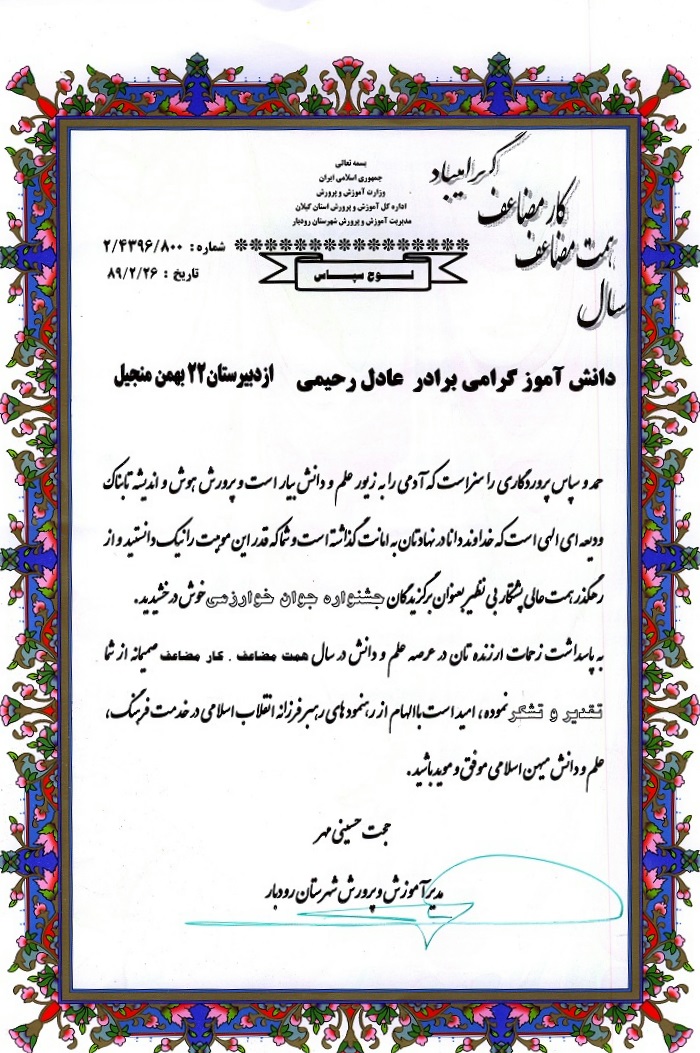 بسمه تعالی
جمهوری اسلامی ایران
وزارت آموزش و پرورش
اداره کل آموزش و پرورش استان گیلان
مدیریت آموزش و پرورش شهرستان رودبار
سال
همت مضاعف
کار مضاعف
گرامیباد
شماره : ۲/۴۳۹۶/۸۰۰
تاریخ : ۸۹/۲/۲۶
لوح سپاس
دانش آموز گرامی برادر عادل رحیمی از دبیرستان ۲۲ بهمن منجیل
حمد و سپاس پروردگاری را سزاست که آدمی را به زیور علم و دانش بیاراست و پرورش هوش و اندیشه تابناک
ودیعه ای الهی است که خداوند دانا در نهادتان به امانت گذاشته است و شما که قدر این موهبت را نیک دانستید و از
رهگذر همت عالی پشتکار بی نظیر بعنوان برگزیدگان جشنواره جوان خوارزمی خوش درخشیدید.
به پاسداشت زحمات ارزنده تان در عرصه علم و دانش در سال همت مضاعف . کار مضاعف صمیمانه از شما
تقدیر و تشکر نموده ، امید است با الهام از رهنمودهای رهبر فرزانه انقلاب اسلامی در خدمت فرهنگ،
علم و دانش میهن اسلامی موفق و موید باشید.
حجت حسینی مهر
مدیر آموزش و پرورش شهرستان رودبار